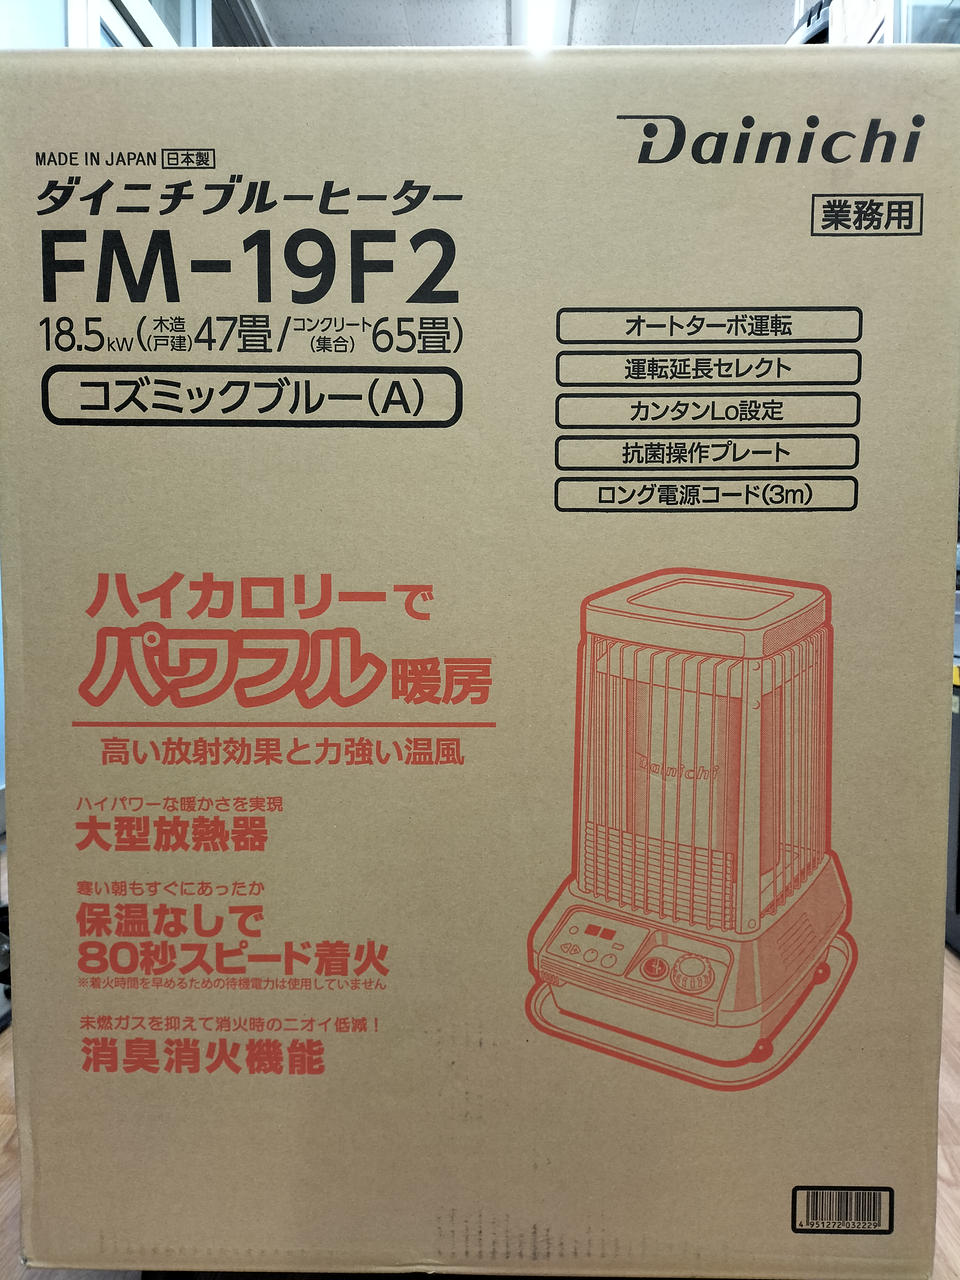 Dainichi
MADE IN JAPAN 日本製
ダイニチブルーヒーター
FM-19F2
18.5kW(木造(戸建)47畳/コンクリート(集合)65畳)
コズミックブルー(A)
業務用
オートターボ運転
運転延長セレクト
カンタンLo設定
抗菌操作プレート
ロング電源コード(3m)
ハイカロリーで
パワフル暖房
高い放射効果と力強い温風
ハイパワーな暖かさを実現
大型放熱器
寒い朝もすぐにあったか
保温なしで
80秒スピード着火
※着火時間を早めるための待機電力は使用していません
未燃ガスを抑えて消火時のニオイ低減!
消臭消火機能
Dainichi
4 951272 032229